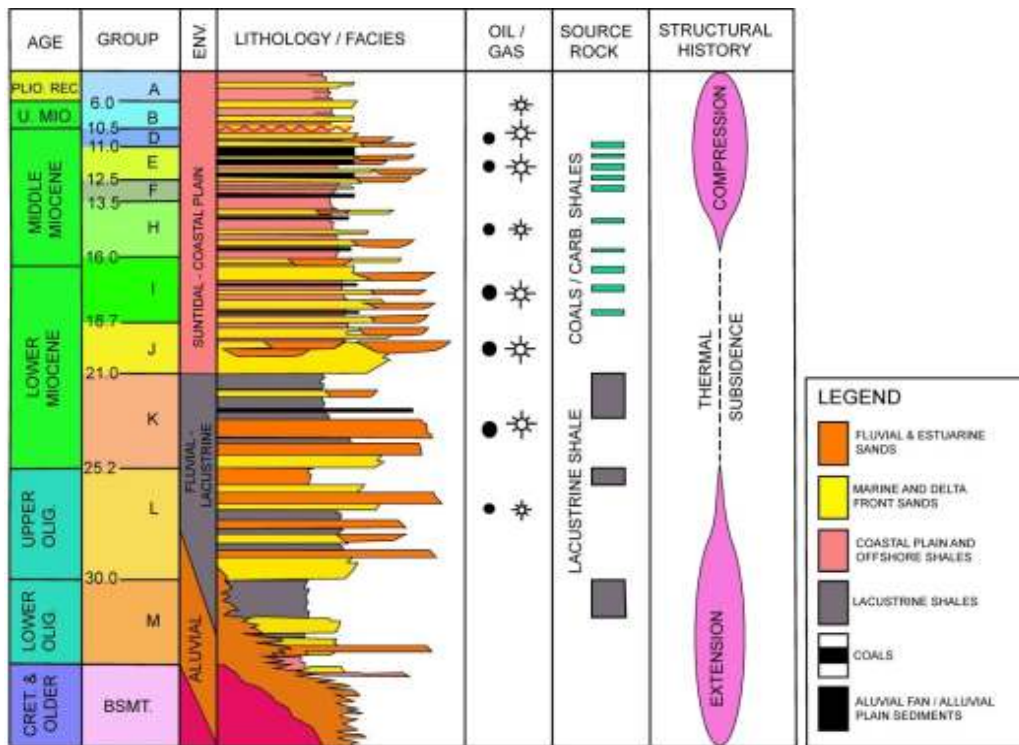 AGE
GROUP
ENV.
LITHOLOGY / FACIES
OIL /
GAS
SOURCE
ROCK
STRUCTURAL
HISTORY
PLIO. REC.
U. MIO.
MIDDLE
MIOCENE
LOWER
MIOCENE
UPPER
OLIG.
LOWER
OLIG
CRET &
OLDER
A
6.0
B
10.5
D
11.0
E
12.5
F
13.5
H
16.0
I
18.7
J
21.0
K
25.2
L
30.0
M
BSMT.
SUNTIDAL - COASTAL PLAIN
FLUVIAL -
LACUSTRINE
ALUVIAL
COALS / CARB. SHALES
LACUSTRINE SHALE
COMPRESSION
THERMAL
SUBSIDENCE
EXTENSION
LEGEND
FLUVIAL & ESTUARINE
SANDS
MARINE AND DELTA
FRONT SANDS
COASTAL PLAIN AND
OFFSHORE SHALES
LACUSTRINE SHALES
COALS
ALUVIAL FAN / ALLUVIAL
PLAIN SEDIMENTS